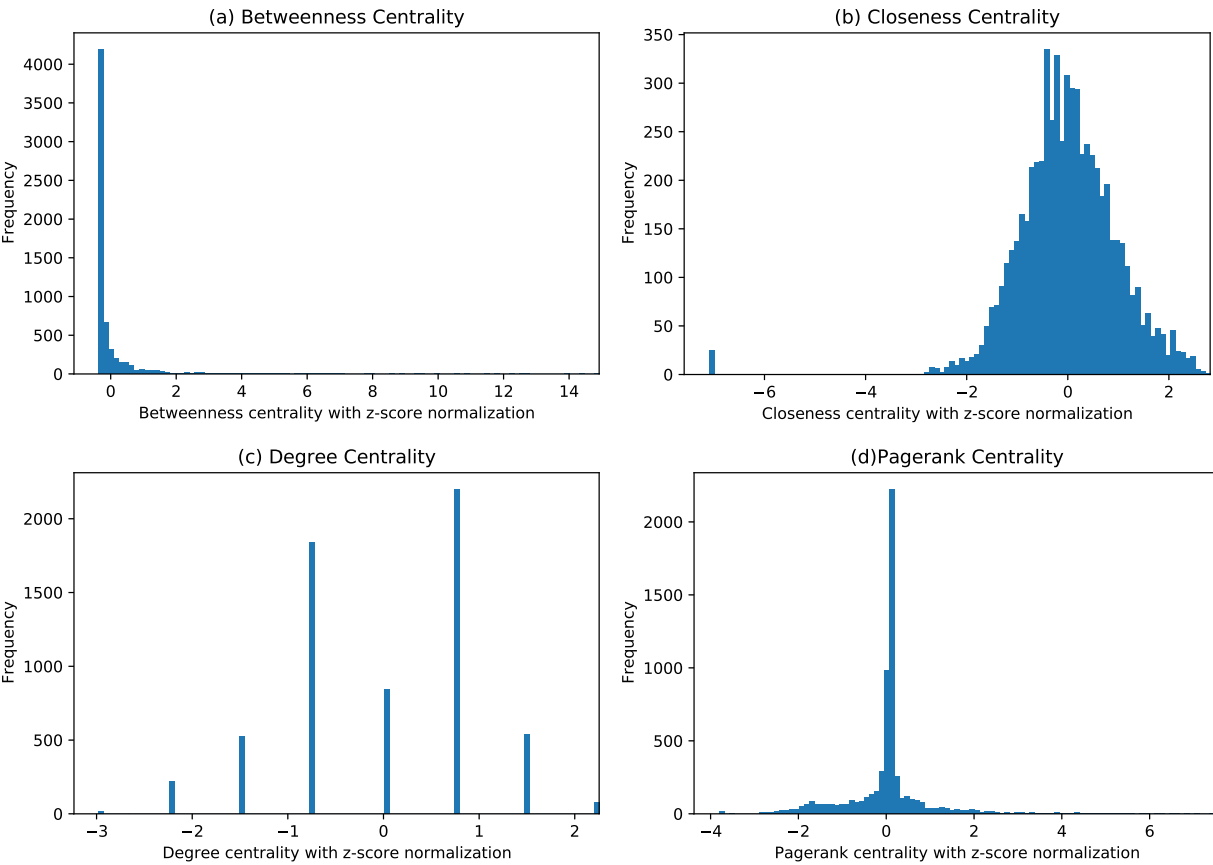 (a) Betweenness Centrality
4000
3500
3000
2500
2000
1500
1000
500
0
Frequency
0 2 4 6 8 10 12 14
Betweenness centrality with z-score normalization
(b) Closeness Centrality
350
300
250
200
150
100
50
0
Frequency
−6 −4 −2 0 2
Closeness centrality with z-score normalization
(c) Degree Centrality
2000
1500
1000
500
0
Frequency
−3 −2 −1 0 1 2
Degree centrality with z-score normalization
(d)Pagerank Centrality
2000
1500
1000
500
0
Frequency
−4 −2 0 2 4 6
Pagerank centrality with z-score normalization